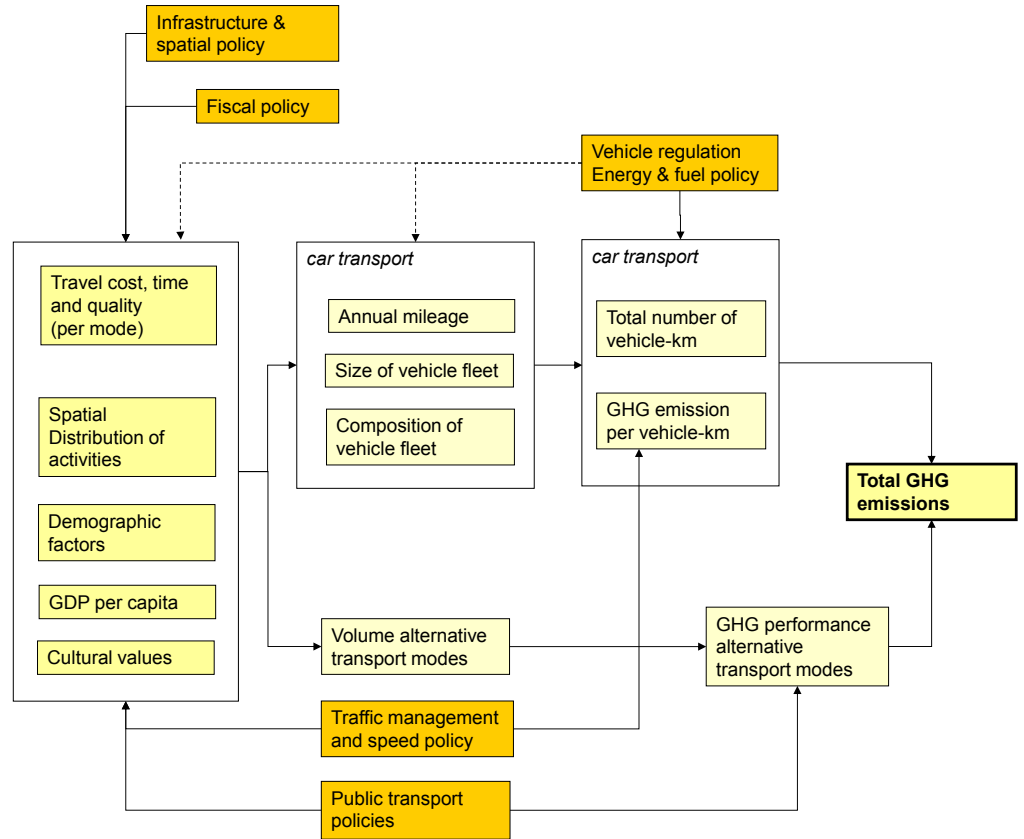 Infrastructure &
spatial policy
Fiscal policy
Vehicle regulation
Energy & fuel policy
Travel cost, time
and quality
(per mode)
Spatial
Distribution of
activities
Demographic
factors
GDP per capita
Cultural values
car transport
Annual mileage
Size of vehicle fleet
Composition of
vehicle fleet
car transport
Total number of
vehicle-km
GHG emission
per vehicle-km
Total GHG
emissions
Volume alternative
transport modes
GHG performance
alternative
transport modes
Traffic management
and speed policy
Public transport
policies